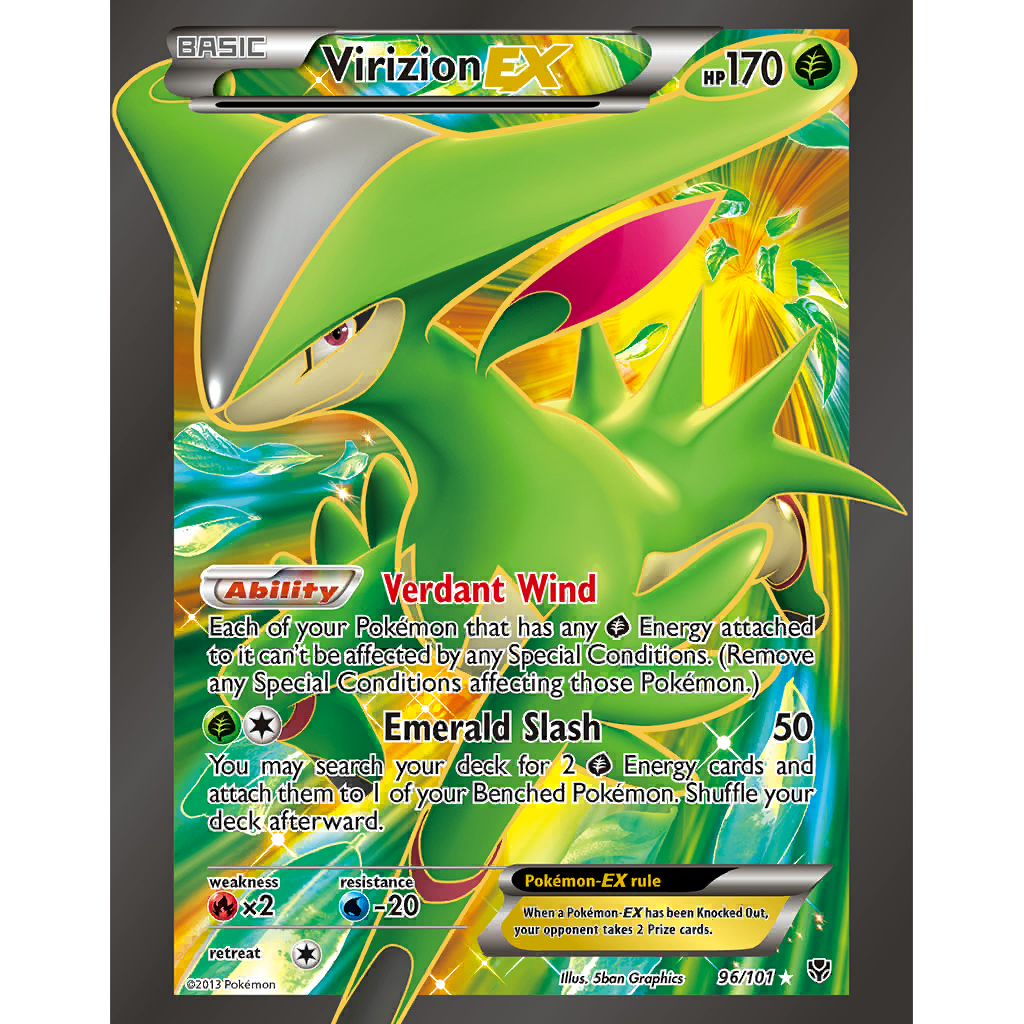 BASIC Virizion EX HP 170
Ability Verdant Wind
Each of your Pokémon that has any Energy attached
to it can't be affected by any Special Conditions. (Remove
any Special Conditions affecting those Pokémon.)
Emerald Slash 50
You may search your deck for 2 Energy cards and
attach them to 1 of your Benched Pokémon. Shuffle your
deck afterward.
weakness resistance Pokémon-EX rule
×2 -20 When a Pokémon-EX has been Knocked Out,
your opponent takes 2 Prize cards.
retreat
©2013 Pokémon Illus. 5ban Graphics 96/101 ★